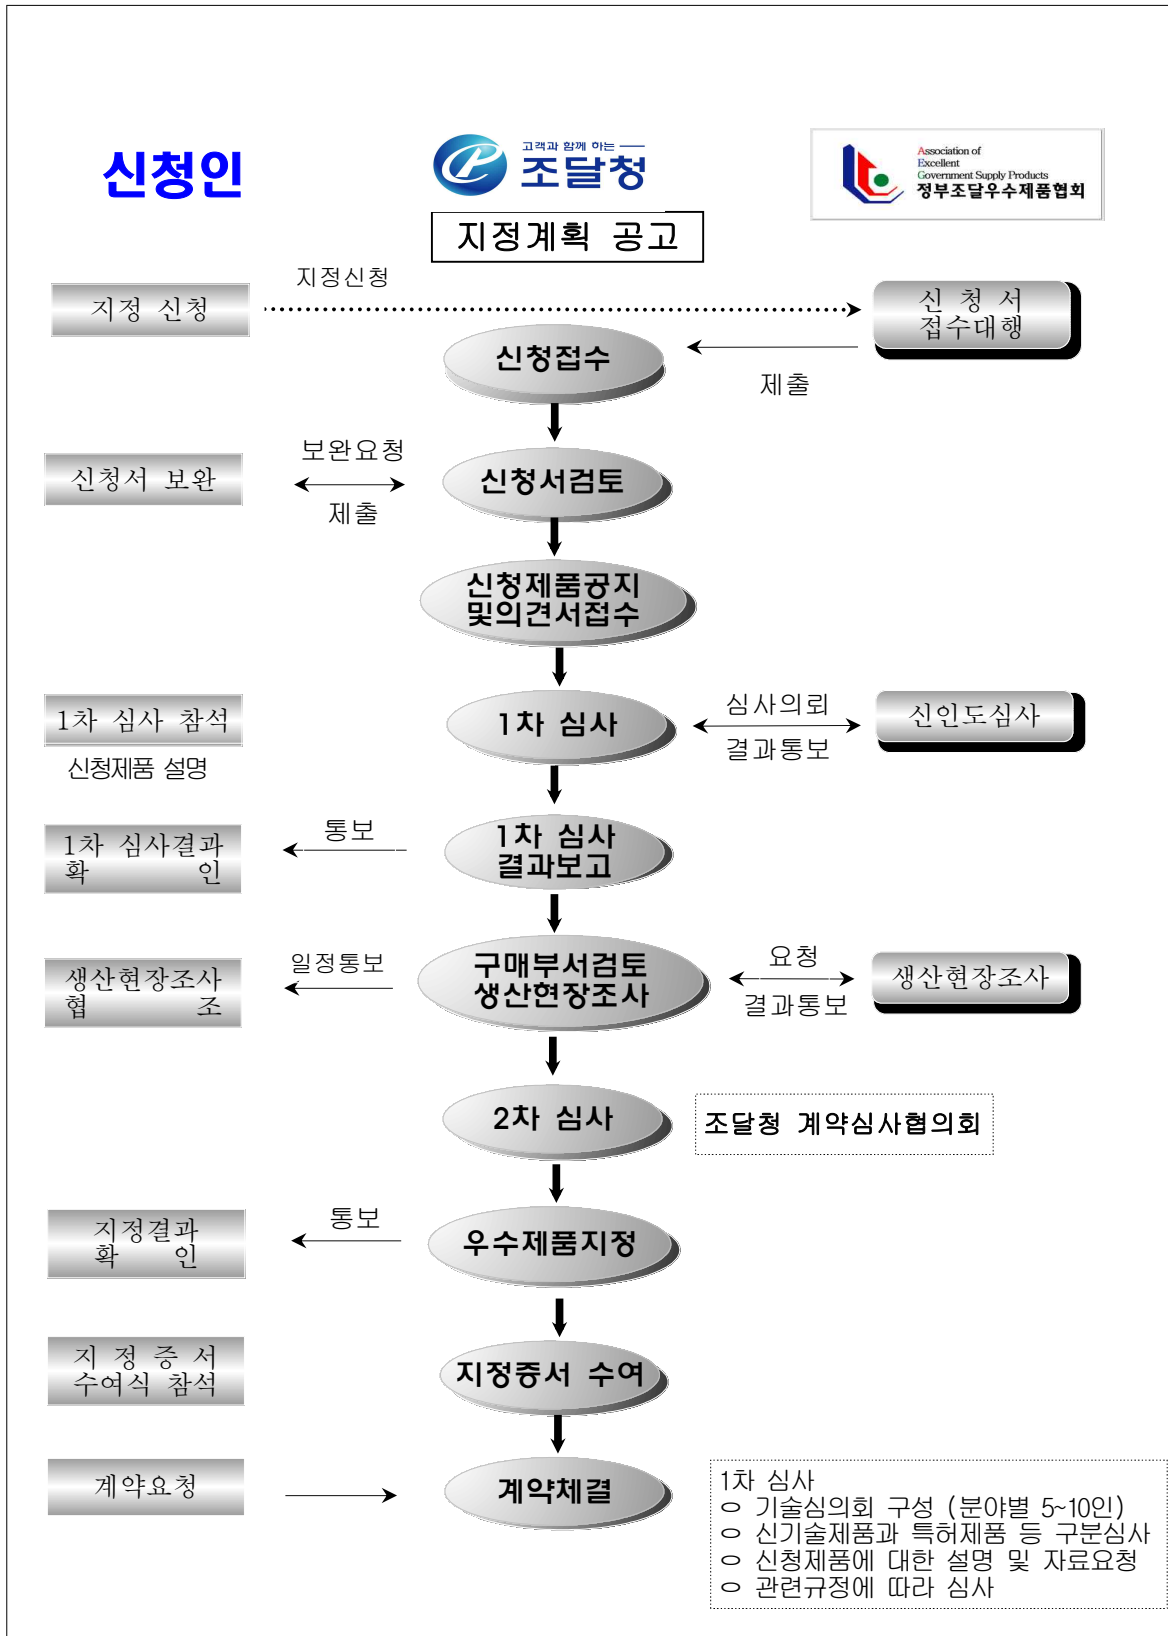 신청인
고객과 함께 하는
조달청
Association of
Excellent
Government Supply Products
정부조달우수제품협회
지정계획 공고
지정신청
지정 신청
신 청 서
접수대행
신청접수
제출
보완요청
신청서 보완
신청서검토
제출
신청제품공지
및의견서접수
1차 심사 참석
1차 심사
심사의뢰
신인도심사
결과통보
신청제품 설명
통보
1차 심사결과
확 인
1차 심사
결과보고
일정통보
생산현장조사
협 조
구매부서검토
생산현장조사
요청
생산현장조사
결과통보
2차 심사
조달청 계약심사협의회
통보
지정결과
확 인
우수제품지정
지 정 증 서
수여식 참석
지정증서 수여
계약요청
계약체결
1차 심사
ㅇ 기술심의회 구성 (분야별 5~10인)
ㅇ 신기술제품과 특허제품 등 구분심사
ㅇ 신청제품에 대한 설명 및 자료요청
ㅇ 관련규정에 따라 심사